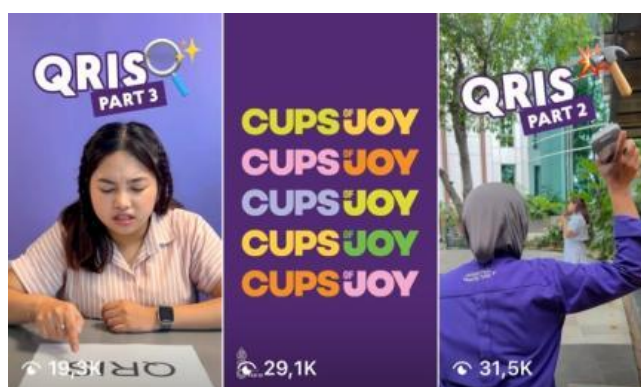 QRIS
PART 3
QRIS
19,3K
CUPS OF JOY
CUPS OF JOY
CUPS OF JOY
CUPS OF JOY
CUPS OF JOY
29,1K
QRIS
PART 2
31,5K